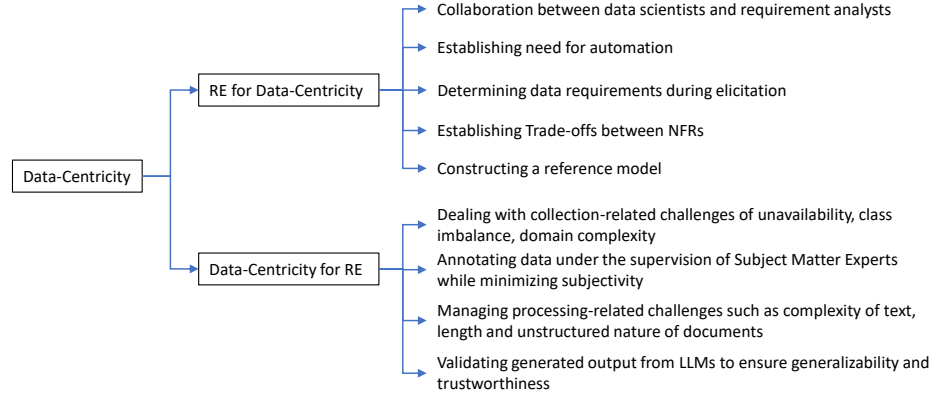 Collaboration between data scientists and requirement analysts
Establishing need for automation
RE for Data-Centricity
Determining data requirements during elicitation
Establishing Trade-offs between NFRs
Constructing a reference model
Data-Centricity
Dealing with collection-related challenges of unavailability, class
imbalance, domain complexity
Data-Centricity for RE
Annotating data under the supervision of Subject Matter Experts
while minimizing subjectivity
Managing processing-related challenges such as complexity of text,
length and unstructured nature of documents
Validating generated output from LLMs to ensure generalizability and
trustworthiness